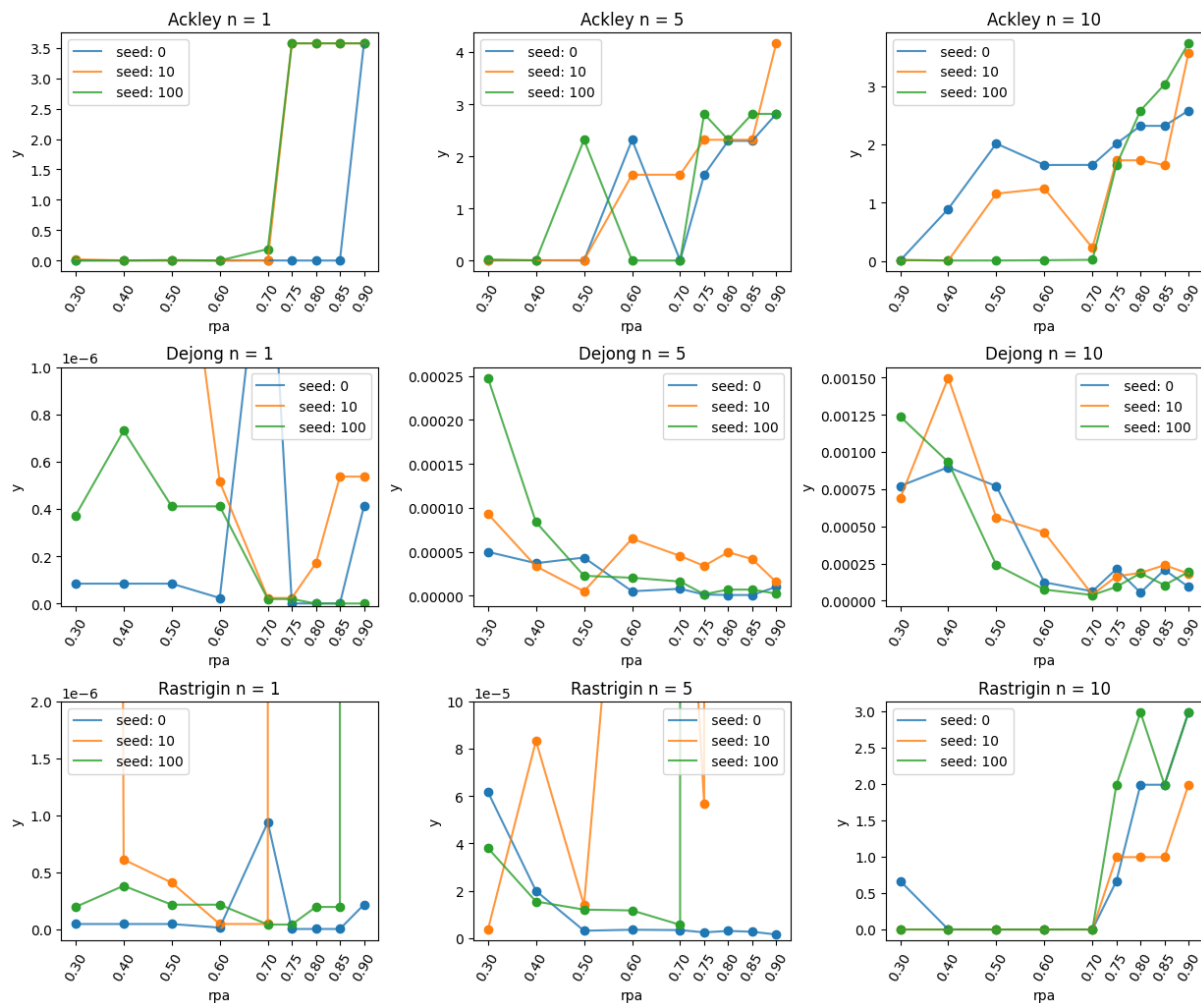 Ackley n = 1
3.5
3.0
2.5
2.0
1.5
1.0
0.5
0.0
y
seed: 0
seed: 10
seed: 100
0.30
0.40
0.50
0.60
0.70
0.75
0.80
0.85
0.90
rpa
Ackley n = 5
4
3
2
1
0
y
seed: 0
seed: 10
seed: 100
0.30
0.40
0.50
0.60
0.70
0.75
0.80
0.85
0.90
rpa
Ackley n = 10
3
2
1
0
y
seed: 0
seed: 10
seed: 100
0.30
0.40
0.50
0.60
0.70
0.75
0.80
0.85
0.90
rpa
Dejong n = 1
1e−6
1.0
0.8
0.6
0.4
0.2
0.0
y
seed: 0
seed: 10
seed: 100
0.30
0.40
0.50
0.60
0.70
0.75
0.80
0.85
0.90
rpa
Dejong n = 5
0.00025
0.00020
0.00015
0.00010
0.00005
0.00000
y
seed: 0
seed: 10
seed: 100
0.30
0.40
0.50
0.60
0.70
0.75
0.80
0.85
0.90
rpa
Dejong n = 10
0.00150
0.00125
0.00100
0.00075
0.00050
0.00025
0.00000
y
seed: 0
seed: 10
seed: 100
0.30
0.40
0.50
0.60
0.70
0.75
0.80
0.85
0.90
rpa
Rastrigin n = 1
1e−6
2.0
1.5
1.0
0.5
0.0
y
seed: 0
seed: 10
seed: 100
0.30
0.40
0.50
0.60
0.70
0.75
0.80
0.85
0.90
rpa
Rastrigin n = 5
1e−5
10
8
6
4
2
0
y
seed: 0
seed: 10
seed: 100
0.30
0.40
0.50
0.60
0.70
0.75
0.80
0.85
0.90
rpa
Rastrigin n = 10
3.0
2.5
2.0
1.5
1.0
0.5
0.0
y
seed: 0
seed: 10
seed: 100
0.30
0.40
0.50
0.60
0.70
0.75
0.80
0.85
0.90
rpa